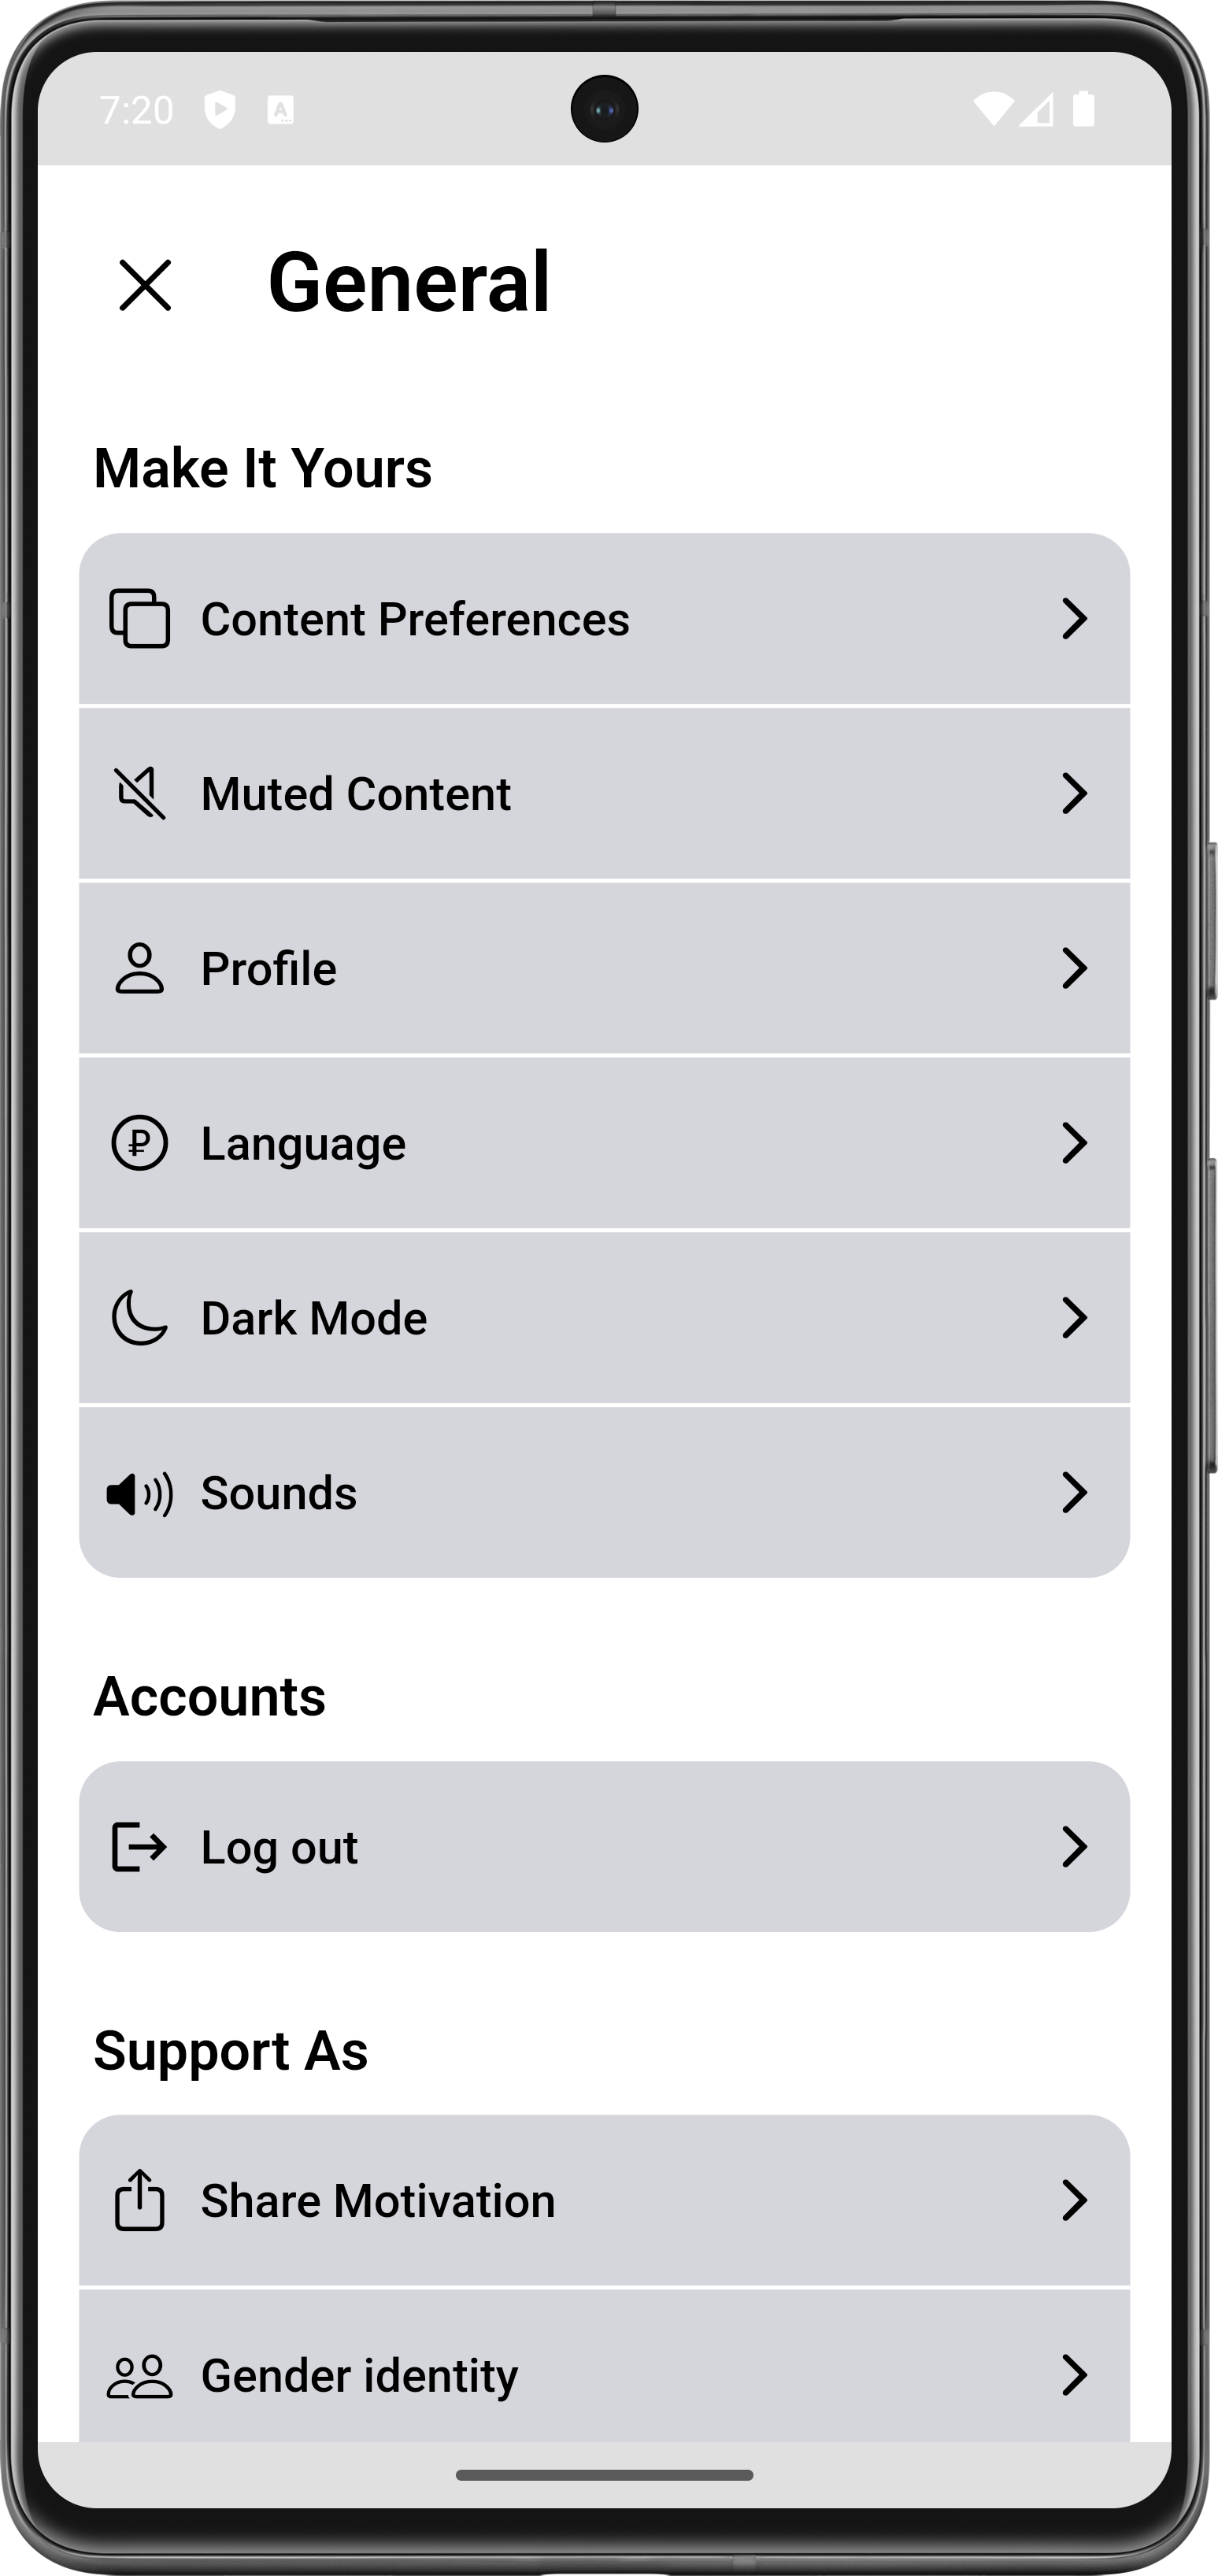 7:20
General
Make It Yours
Content Preferences
Muted Content
Profile
₽ Language
Dark Mode
Sounds
Accounts
Log out
Support As
Share Motivation
Gender identity